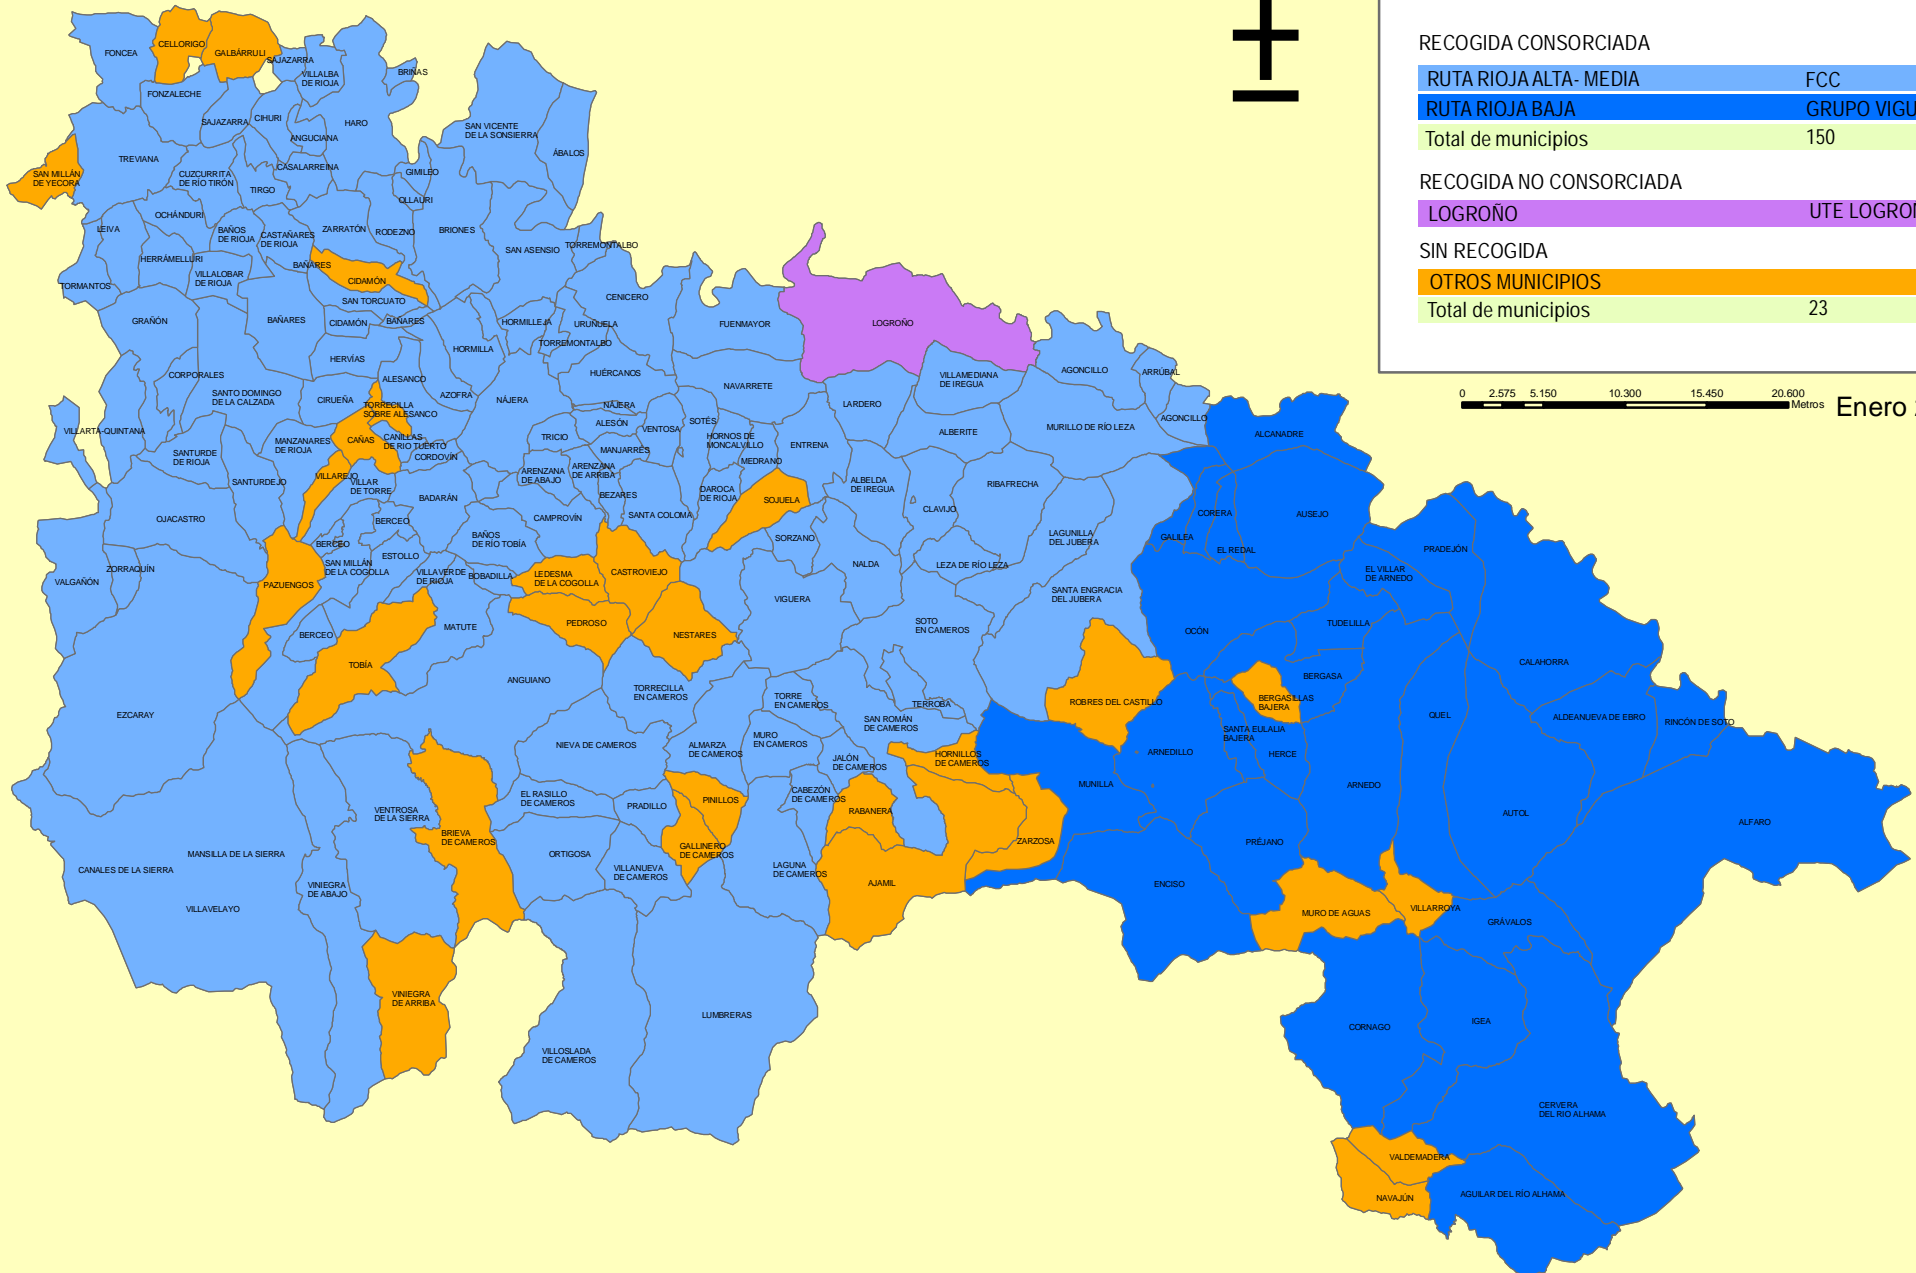 RECOGIDA CONSORCIADA
RUTA RIOJA ALTA- MEDIA FCC
RUTA RIOJA BAJA GRUPO VIGU
Total de municipios 150
RECOGIDA NO CONSORCIADA
LOGROÑO UTE LOGROÑ
SIN RECOGIDA
OTROS MUNICIPIOS
Total de municipios 23
0 2.575 5.150 10.300 15.450 20.600
Metros
Enero 2
FONCEA
CELLORIGO
GALBÁRRULI
SAJAZARRA
VILLALBA
DE RIOJA
BRIÑAS
FONZALECHE
SAJAZARRA
CIHURI
ANGUCIANA
HARO
SAN VICENTE
DE LA SONSIERRA
ÁBALOS
SAN MILLÁN
DE YECORA
TREVIANA
CUZCURRITA
DE RÍO TIRÓN
TIRGO
CASALARREINA
GIMILEO
OLLAURI
LEIVA
OCHÁNDURI
BAÑOS
DE RIOJA
CASTAÑARES
DE RIOJA
ZARRATÓN
RODEZNO
BRIONES
SAN ASENSIO
TORREMONTALBO
HERRAMELLURI
VILLALOBAR
DE RIOJA
BAÑARES
CIDAMÓN
SAN TORCUATO
TORMANTOS
GRAÑÓN
BAÑARES
CIDAMÓN
BAÑARES
HORMILLEJA
CENICERO
URUÑUELA
TORREMONTALBO
FUENMAYOR
LOGROÑO
HERVÍAS
HORMILLA
CORPORALES
SANTO DOMINGO
DE LA CALZADA
CIRUEÑA
ALESANCO
AZOFRA
NÁJERA
HUÉRCANOS
NAVARRETE
LARDERO
VILLAMEDIANA
DE IREGUA
AGONCILLO
ARRÚBAL
AGONCILLO
TORRECILLA
SOBRE ALESANCO
VILLARTA-QUINTANA
SANTURDE
DE RIOJA
MANZANARES
DE RIOJA
CAÑAS
CANILLAS
DE RIO TUERTO
CORDOVÍN
TRICIO
NÁJERA
ALESÓN
VENTOSA
SOTÉS
HORNOS DE
MONCALVILLO
MEDRANO
ENTRENA
ALBERITE
MURILLO DE RÍO LEZA
ALCANADRE
MANJARRÉS
SANTURDEJO
VILLAREJO
VILLAR
DE TORRE
BADARÁN
ARENZANA
DE ABAJO
ARENZANA
DE ARRIBA
BEZARES
DAROCA
DE RIOJA
SOJUELA
ALBELDA
DE IREGUA
RIBAFRECHA
CLAVIJO
OJACASTRO
BERCEO
BAÑOS
DE RÍO TOBÍA
CAMPROVÍN
SANTA COLOMA
SORZANO
LAGUNILLA
DEL JUBERA
CORERA
AUSEJO
GALILEA
EL REDAL
PRADEJÓN
BERCEO
ESTOLLO
SAN MILLÁN
DE LA COGOLLA
VILLAVERDE
DE RIOJA
BOBADILLA
LEDESMA
DE LA COGOLLA
CASTROVIEJO
NALDA
LEZA DE RÍO LEZA
VALGAÑÓN
ZORRAQUÍN
PAZUENGOS
VIGUERA
SANTA ENGRACIA
DEL JUBERA
EL VILLAR
DE ARNEDO
BERCEO
MATUTE
PEDROSO
NESTARES
SOTO
EN CAMEROS
OCÓN
TUDELILLA
CALAHORRA
TOBÍA
ANGUIANO
TORRECILLA
EN CAMEROS
TORRE
EN CAMEROS
TERROBA
ROBRES DEL CASTILLO
BERGASA
BERGASILLAS
BAJERA
EZCARAY
NIEVA DE CAMEROS
ALMARZA
DE CAMEROS
MURO
EN CAMEROS
SAN ROMÁN
DE CAMEROS
SANTA EULALIA
BAJERA
QUEL
ALDEANUEVA DE EBRO
RINCÓN DE SOTO
JALÓN
DE CAMEROS
HORNILLOS
DE CAMEROS
ARNEDILLO
HERCE
MUNILLA
ARNEDO
AUTOL
ALFARO
VENTROSA
DE LA SIERRA
EL RASILLO
DE CAMEROS
PRADILLO
PINILLOS
CABEZÓN
DE CAMEROS
RABANERA
BRIEVA
DE CAMEROS
ORTIGOSA
GALLINERO
DE CAMEROS
ZARZOSA
PRÉJANO
CANALES DE LA SIERRA
MANSILLA DE LA SIERRA
VILLANUEVA
DE CAMEROS
LAGUNA
DE CAMEROS
AJAMIL
ENCISO
VINIEGRA
DE ABAJO
VILLAVELAYO
MURO DE AGUAS
VILLARROYA
GRÁVALOS
VINIEGRA
DE ARRIBA
LUMBRERAS
CORNAGO
IGEA
VILLOSLADA
DE CAMEROS
CERVERA
DEL RIO ALHAMA
VALDEMADERA
NAVAJÚN
AGUILAR DEL RÍO ALHAMA